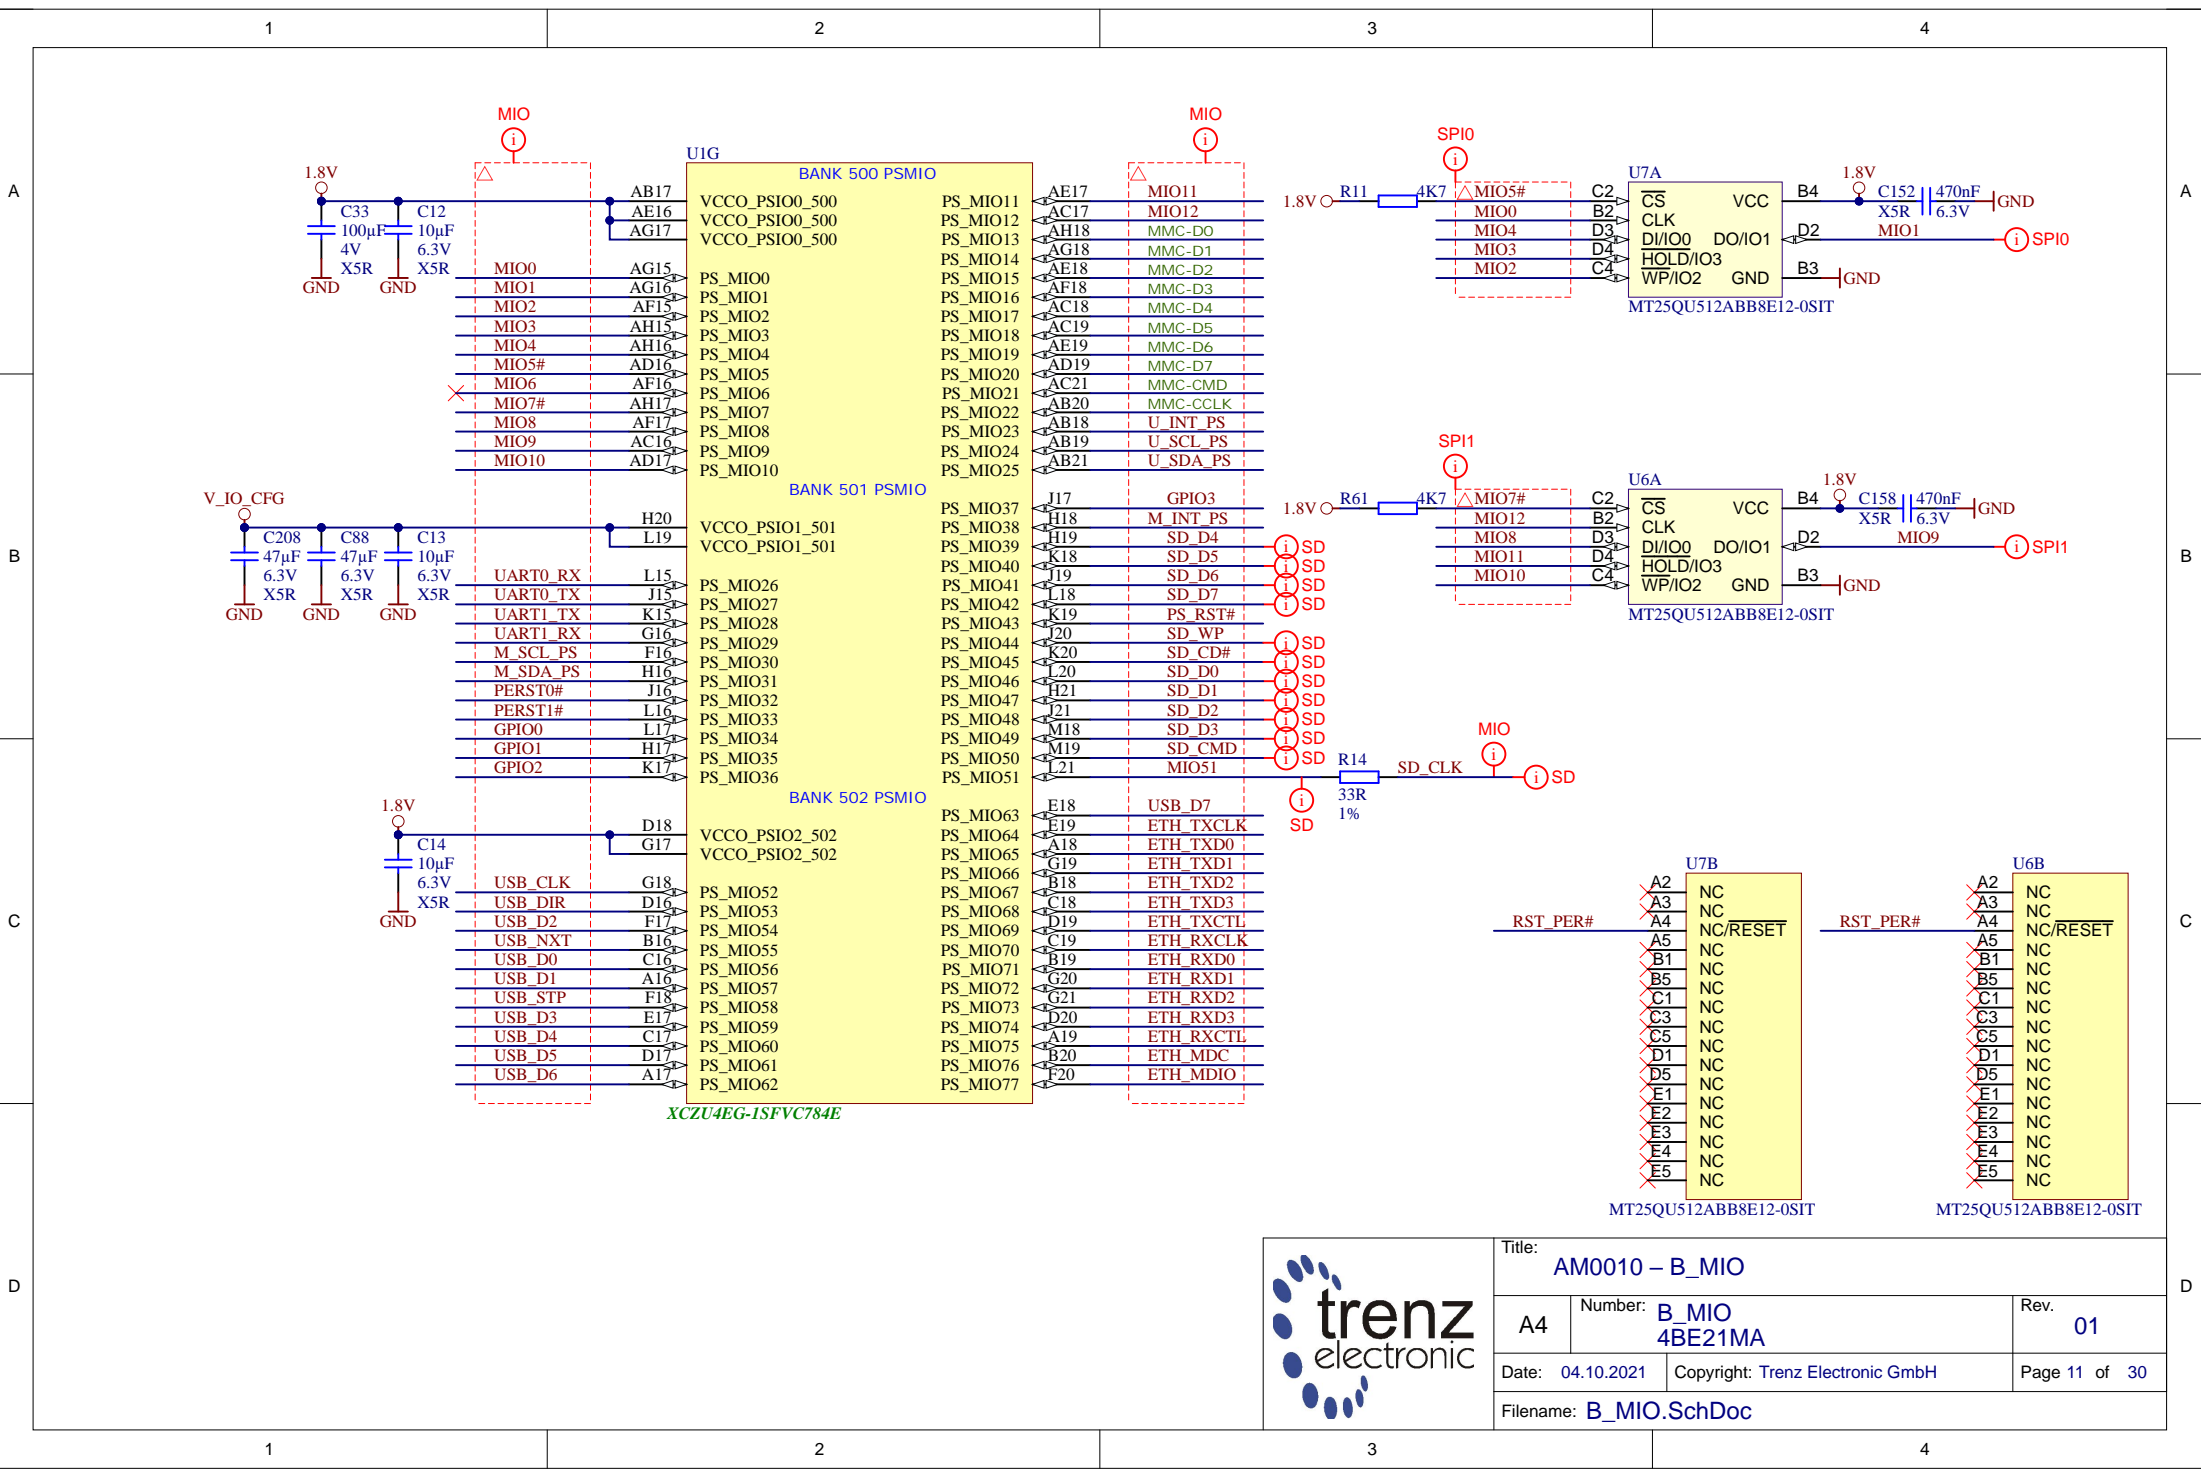 1 2 3 4
A
B
C
D
A
B
C
D
MIO
MIO
U1G
BANK 500 PSMIO
1.8V
C33
100µF
4V
X5R
GND
C12
10µF
6.3V
X5R
GND
AB17 VCCO_PSIO0_500
AE16 VCCO_PSIO0_500
AG17 VCCO_PSIO0_500
MIO0 AG15 PS_MIO0
MIO1 AG16 PS_MIO1
MIO2 AF15 PS_MIO2
MIO3 AH15 PS_MIO3
MIO4 AH16 PS_MIO4
MIO5# AD16 PS_MIO5
MIO6 AF16 PS_MIO6
MIO7# AH17 PS_MIO7
MIO8 AF17 PS_MIO8
MIO9 AC16 PS_MIO9
MIO10 AD17 PS_MIO10
PS_MIO11 AE17 MIO11
PS_MIO12 AC17 MIO12
PS_MIO13 AH18 MMC-D0
PS_MIO14 AG18 MMC-D1
PS_MIO15 AE18 MMC-D2
PS_MIO16 AF18 MMC-D3
PS_MIO17 AC18 MMC-D4
PS_MIO18 AC19 MMC-D5
PS_MIO19 AE19 MMC-D6
PS_MIO20 AD19 MMC-D7
PS_MIO21 AC21 MMC-CMD
PS_MIO22 AB20 MMC-CCLK
PS_MIO23 AB18 U_INT_PS
PS_MIO24 AB19 U_SCL_PS
PS_MIO25 AB21 U_SDA_PS
BANK 501 PSMIO
V_IO_CFG
C208
47µF
6.3V
X5R
GND
C88
47µF
6.3V
X5R
GND
C13
10µF
6.3V
X5R
GND
H20 VCCO_PSIO1_501
L19 VCCO_PSIO1_501
UART0_RX L15 PS_MIO26
UART0_TX J15 PS_MIO27
UART1_TX K15 PS_MIO28
UART1_RX G16 PS_MIO29
M_SCL_PS F16 PS_MIO30
M_SDA_PS H16 PS_MIO31
PERST0# J16 PS_MIO32
PERST1# L16 PS_MIO33
GPIO0 L17 PS_MIO34
GPIO1 H17 PS_MIO35
GPIO2 K17 PS_MIO36
PS_MIO37 J17 GPIO3
PS_MIO38 H18 M_INT_PS
PS_MIO39 H19 SD_D4 SD
PS_MIO40 K18 SD_D5 SD
PS_MIO41 J19 SD_D6 SD
PS_MIO42 L18 SD_D7 SD
PS_MIO43 K19 PS_RST#
PS_MIO44 J20 SD_WP SD
PS_MIO45 K20 SD_CD# SD
PS_MIO46 L20 SD_D0 SD
PS_MIO47 H21 SD_D1 SD
PS_MIO48 J21 SD_D2 SD
PS_MIO49 M18 SD_D3 SD
PS_MIO50 M19 SD_CMD SD
PS_MIO51 L21 MIO51
SD
R14
33R
1%
SD_CLK
MIO
SD
BANK 502 PSMIO
1.8V
C14
10µF
6.3V
X5R
GND
D18 VCCO_PSIO2_502
G17 VCCO_PSIO2_502
USB_CLK G18 PS_MIO52
USB_DIR D16 PS_MIO53
USB_D2 F17 PS_MIO54
USB_NXT B16 PS_MIO55
USB_D0 C16 PS_MIO56
USB_D1 A16 PS_MIO57
USB_STP F18 PS_MIO58
USB_D3 E17 PS_MIO59
USB_D4 C17 PS_MIO60
USB_D5 D17 PS_MIO61
USB_D6 A17 PS_MIO62
PS_MIO63 E18 USB_D7
PS_MIO64 E19 ETH_TXCLK
PS_MIO65 A18 ETH_TXD0
PS_MIO66 G19 ETH_TXD1
PS_MIO67 B18 ETH_TXD2
PS_MIO68 C18 ETH_TXD3
PS_MIO69 D19 ETH_TXCTL
PS_MIO70 C19 ETH_RXCLK
PS_MIO71 B19 ETH_RXD0
PS_MIO72 G20 ETH_RXD1
PS_MIO73 G21 ETH_RXD2
PS_MIO74 D20 ETH_RXD3
PS_MIO75 A19 ETH_RXCTL
PS_MIO76 B20 ETH_MDC
PS_MIO77 F20 ETH_MDIO
XCZU4EG-1SFVC784E
SPI0
1.8V R11 4K7 MIO5# C2 CS
MIO0 B2 CLK
MIO4 D3 DI/IO0
MIO3 D4 HOLD/IO3
MIO2 C4 WP/IO2
U7A
VCC B4 1.8V C152 470nF X5R 6.3V GND
DO/IO1 D2 MIO1 SPI0
GND B3 GND
MT25QU512ABB8E12-0SIT
SPI1
1.8V R61 4K7 MIO7# C2 CS
MIO12 B2 CLK
MIO8 D3 DI/IO0
MIO11 D4 HOLD/IO3
MIO10 C4 WP/IO2
U6A
VCC B4 1.8V C158 470nF X5R 6.3V GND
DO/IO1 D2 MIO9 SPI1
GND B3 GND
MT25QU512ABB8E12-0SIT
U7B
A2 NC
A3 NC
RST_PER# A4 NC/RESET
A5 NC
B1 NC
B5 NC
C1 NC
C3 NC
C5 NC
D1 NC
D5 NC
E1 NC
E2 NC
E3 NC
E4 NC
E5 NC
MT25QU512ABB8E12-0SIT
U6B
A2 NC
A3 NC
RST_PER# A4 NC/RESET
A5 NC
B1 NC
B5 NC
C1 NC
C3 NC
C5 NC
D1 NC
D5 NC
E1 NC
E2 NC
E3 NC
E4 NC
E5 NC
MT25QU512ABB8E12-0SIT
trenz
electronic
Title:
AM0010 – B_MIO
A4
Number: B_MIO
4BE21MA
Rev.
01
Date: 04.10.2021
Copyright: Trenz Electronic GmbH
Page 11 of 30
Filename: B_MIO.SchDoc
1 2 3 4